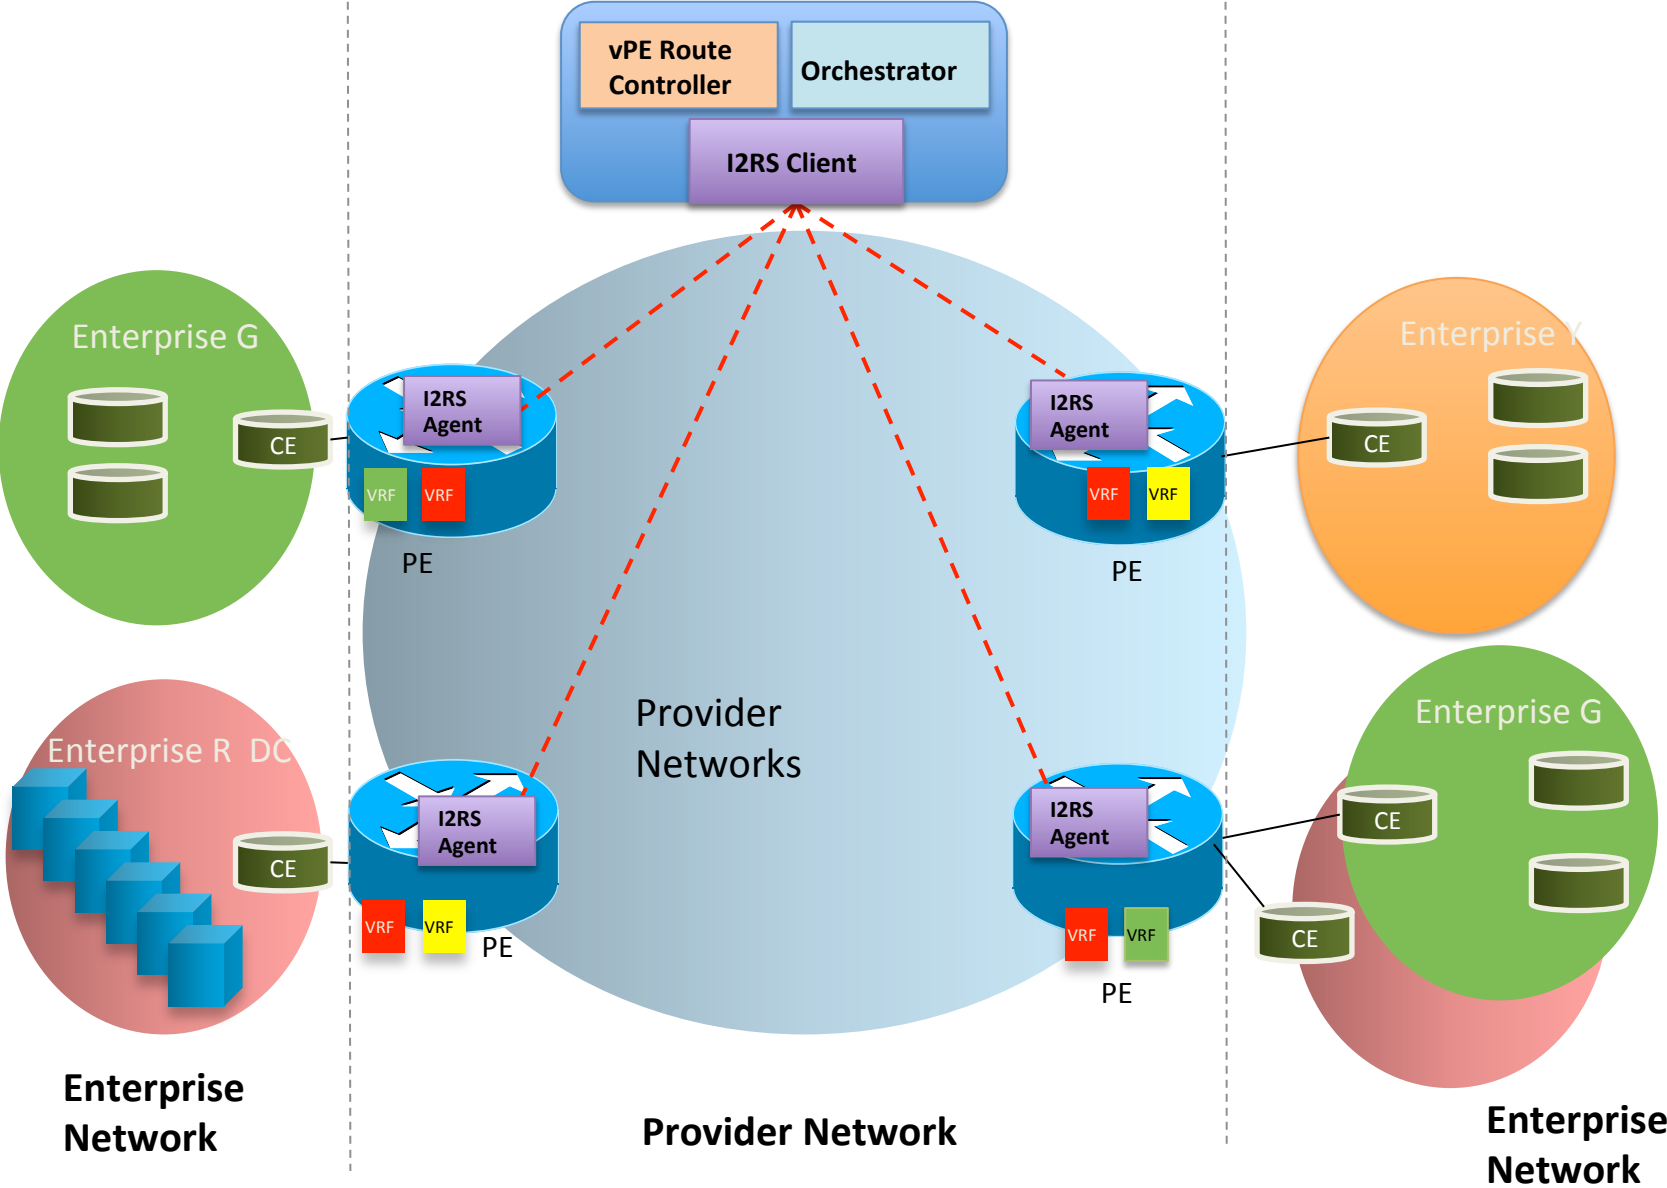 vPE Route
Controller
Orchestrator
I2RS Client
Enterprise G
CE
I2RS
Agent
VRF
VRF
PE
I2RS
Agent
VRF
VRF
PE
Enterprise Y
CE
Provider
Networks
Enterprise R DC
CE
I2RS
Agent
VRF
VRF
PE
I2RS
Agent
VRF
VRF
PE
Enterprise G
CE
CE
Enterprise
Network
Provider Network
Enterprise
Network